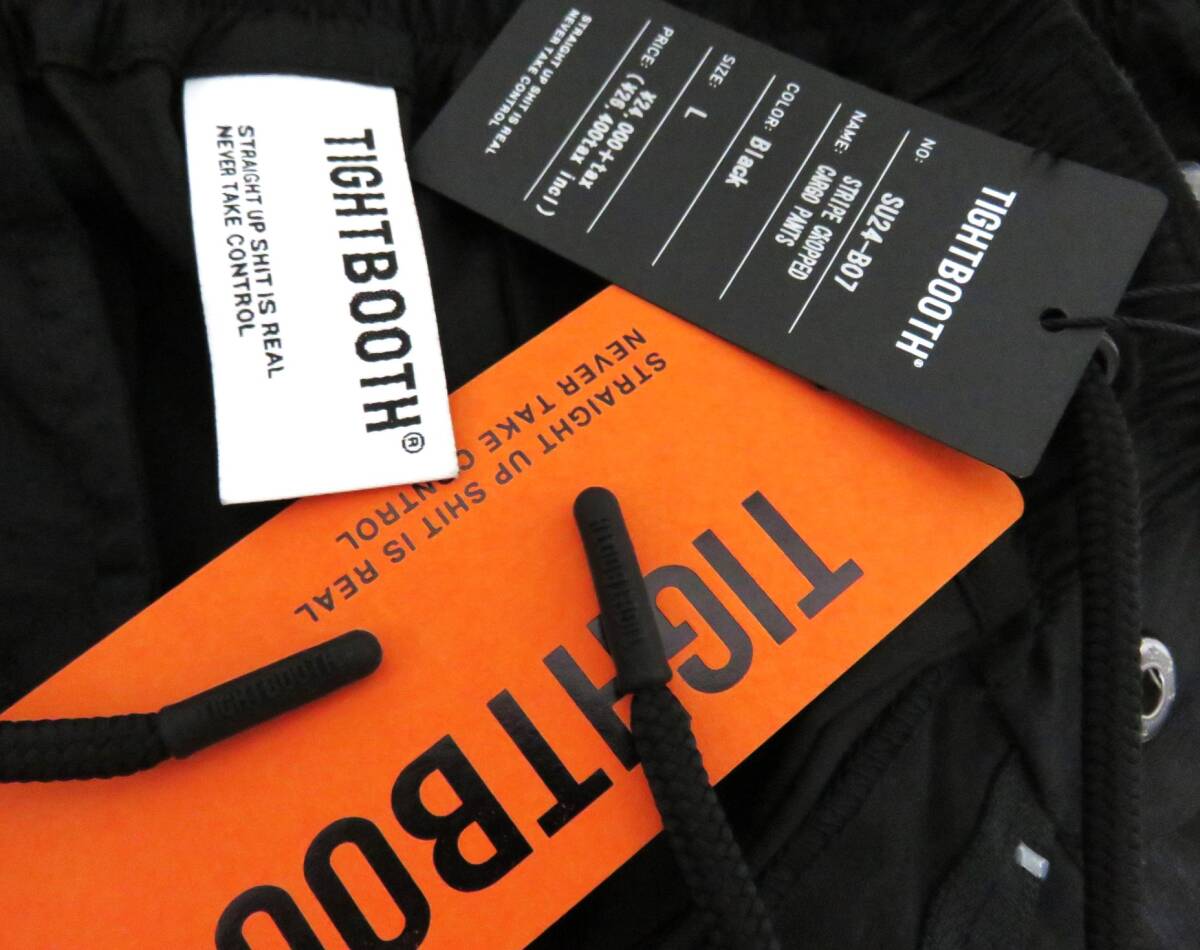 TIGHTBOOTH®
STRAIGHT UP SHIT IS REAL
NEVER TAKE CONTROL
TIGHTBOOTH®
NO: SU24-B07
NAME: STRIPE CROPPED
CARGO PANTS
COLOR: Black
SIZE: L
PRICE: ¥24,000+tax
(¥26,400tax incl)
STRAIGHT UP SHIT IS REAL
NEVER TAKE CONTROL
STRAIGHT UP SHIT IS REAL
NEVER TAKE CONTROL
TIGHTBOO
TIGHTBOOTH
TIGHTBOOTH